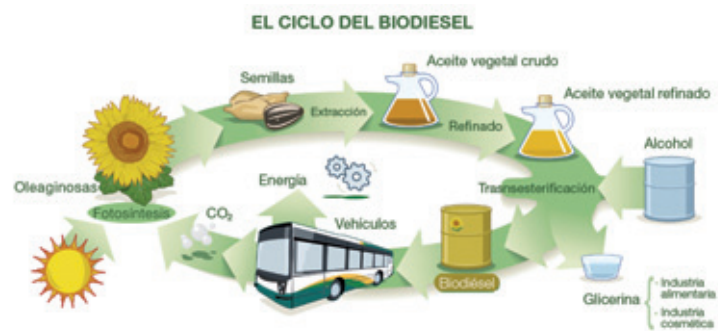 EL CICLO DEL BIODIESEL
Semillas
Aceite vegetal crudo
Aceite vegetal refinado
Extracción
Refinado
Alcohol
Oleaginosas
Fotosíntesis
CO₂
Energía
Vehículos
Trasnsesterificación
Biodiésel
Glicerina
- Industria
alimentaria
- Industria
cosmética